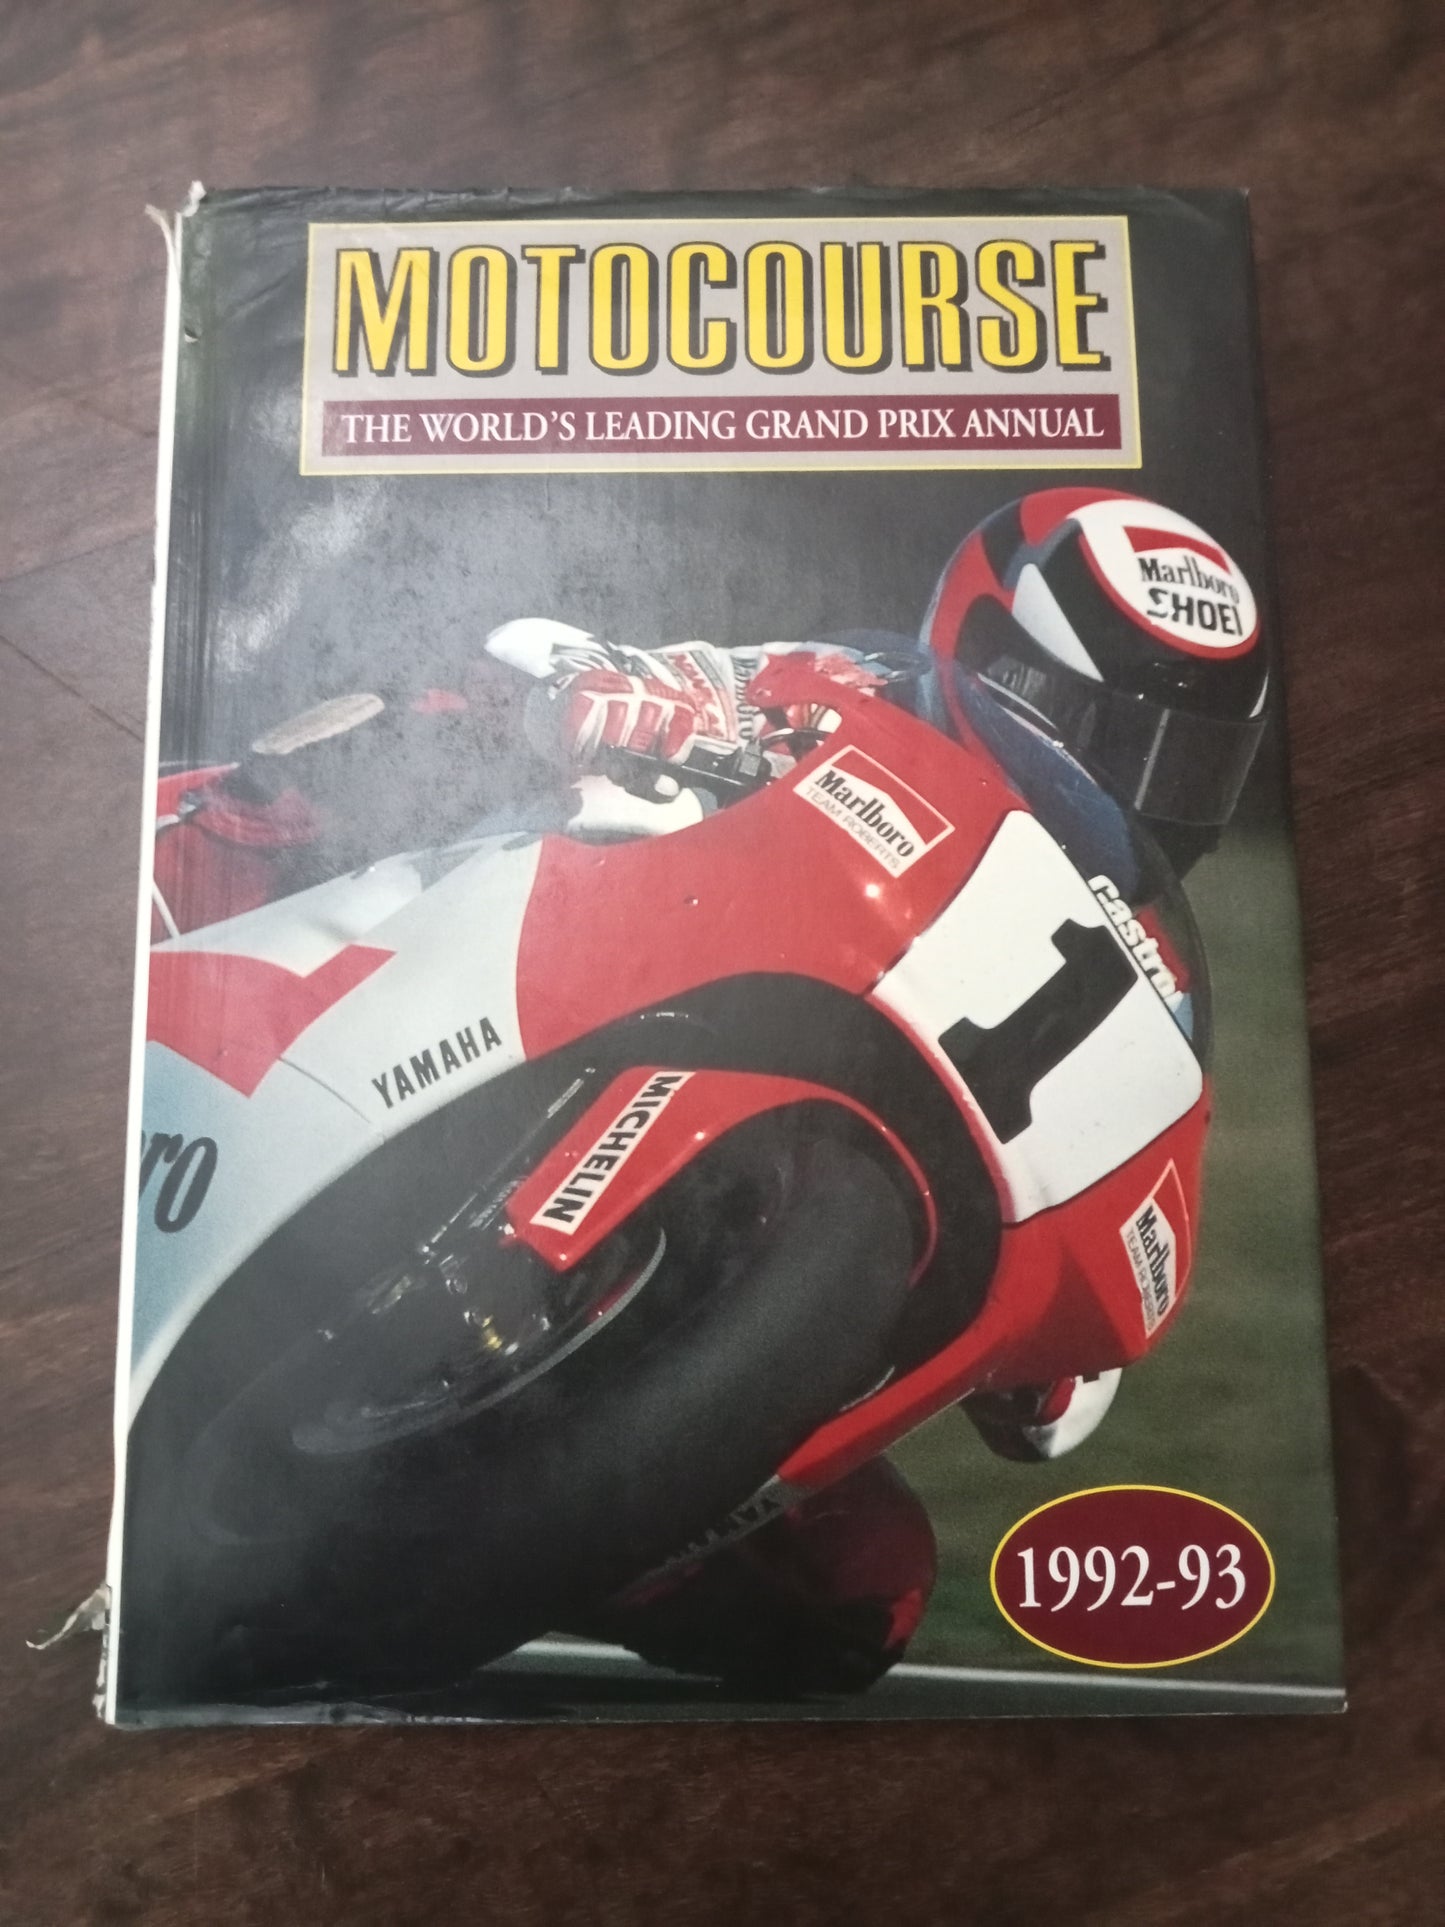 MOTOCOURSE
THE WORLD'S LEADING GRAND PRIX ANNUAL
Marlboro
SHOEI
Marlboro
TEAM ROBERTS
castrol
1
YAMAHA
MICHELIN
Marlboro
TEAM ROBERTS
1992-93